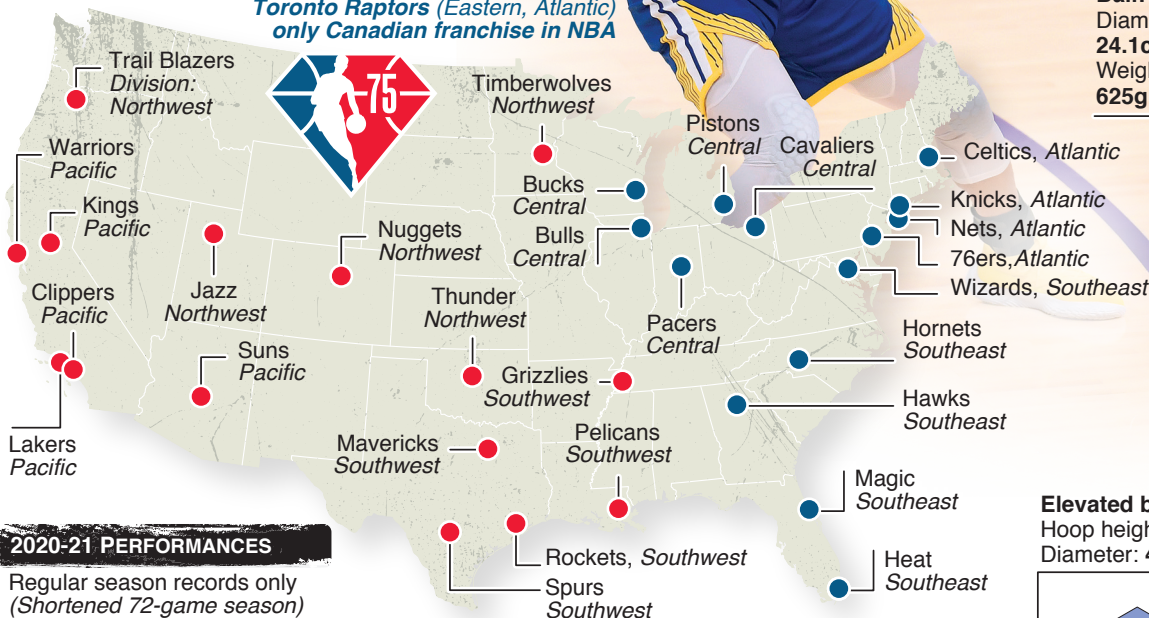 Toronto Raptors (Eastern, Atlantic)
only Canadian franchise in NBA
75
Trail Blazers
Division:
Northwest
Timberwolves
Northwest
Pistons
Central
Cavaliers
Central
Celtics, Atlantic
Warriors
Pacific
Bucks
Central
Knicks, Atlantic
Kings
Pacific
Nuggets
Northwest
Bulls
Central
Nets, Atlantic
76ers,Atlantic
Wizards, Southeast
Clippers
Pacific
Jazz
Northwest
Thunder
Northwest
Pacers
Central
Hornets
Southeast
Suns
Pacific
Grizzlies
Southwest
Hawks
Southeast
Lakers
Pacific
Mavericks
Southwest
Pelicans
Southwest
Magic
Southeast
Rockets, Southwest
Spurs
Southwest
Heat
Southeast
2020-21 PERFORMANCES
Regular season records only
(Shortened 72-game season)
Diam
24.1c
Weigh
625g
Elevated b
Hoop heigh
Diameter: 4